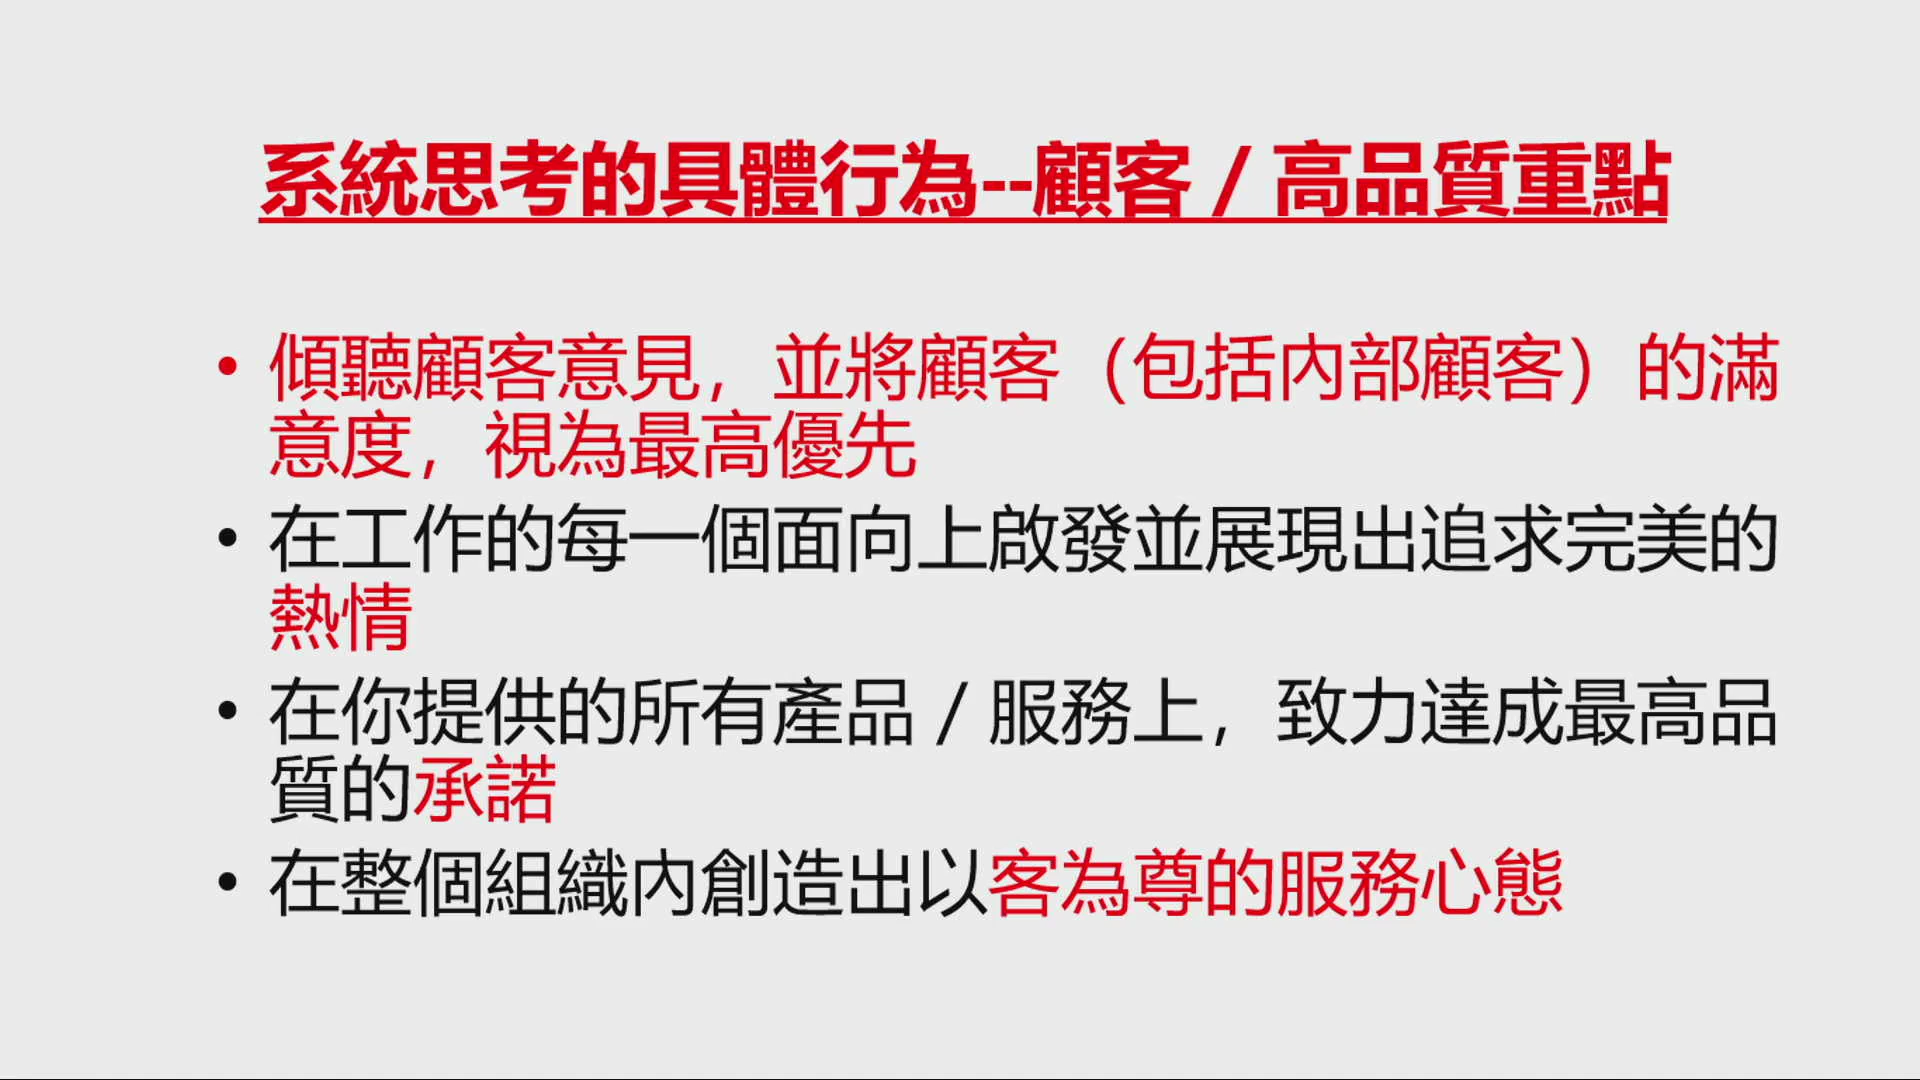 系統思考的具體行為--顧客／高品質重點
• 傾聽顧客意見，並將顧客（包括內部顧客）的滿
意度，視為最高優先
• 在工作的每一個面向上啟發並展現出追求完美的
熱情
• 在你提供的所有產品／服務上，致力達成最高品
質的承諾
• 在整個組織內創造出以客為尊的服務心態